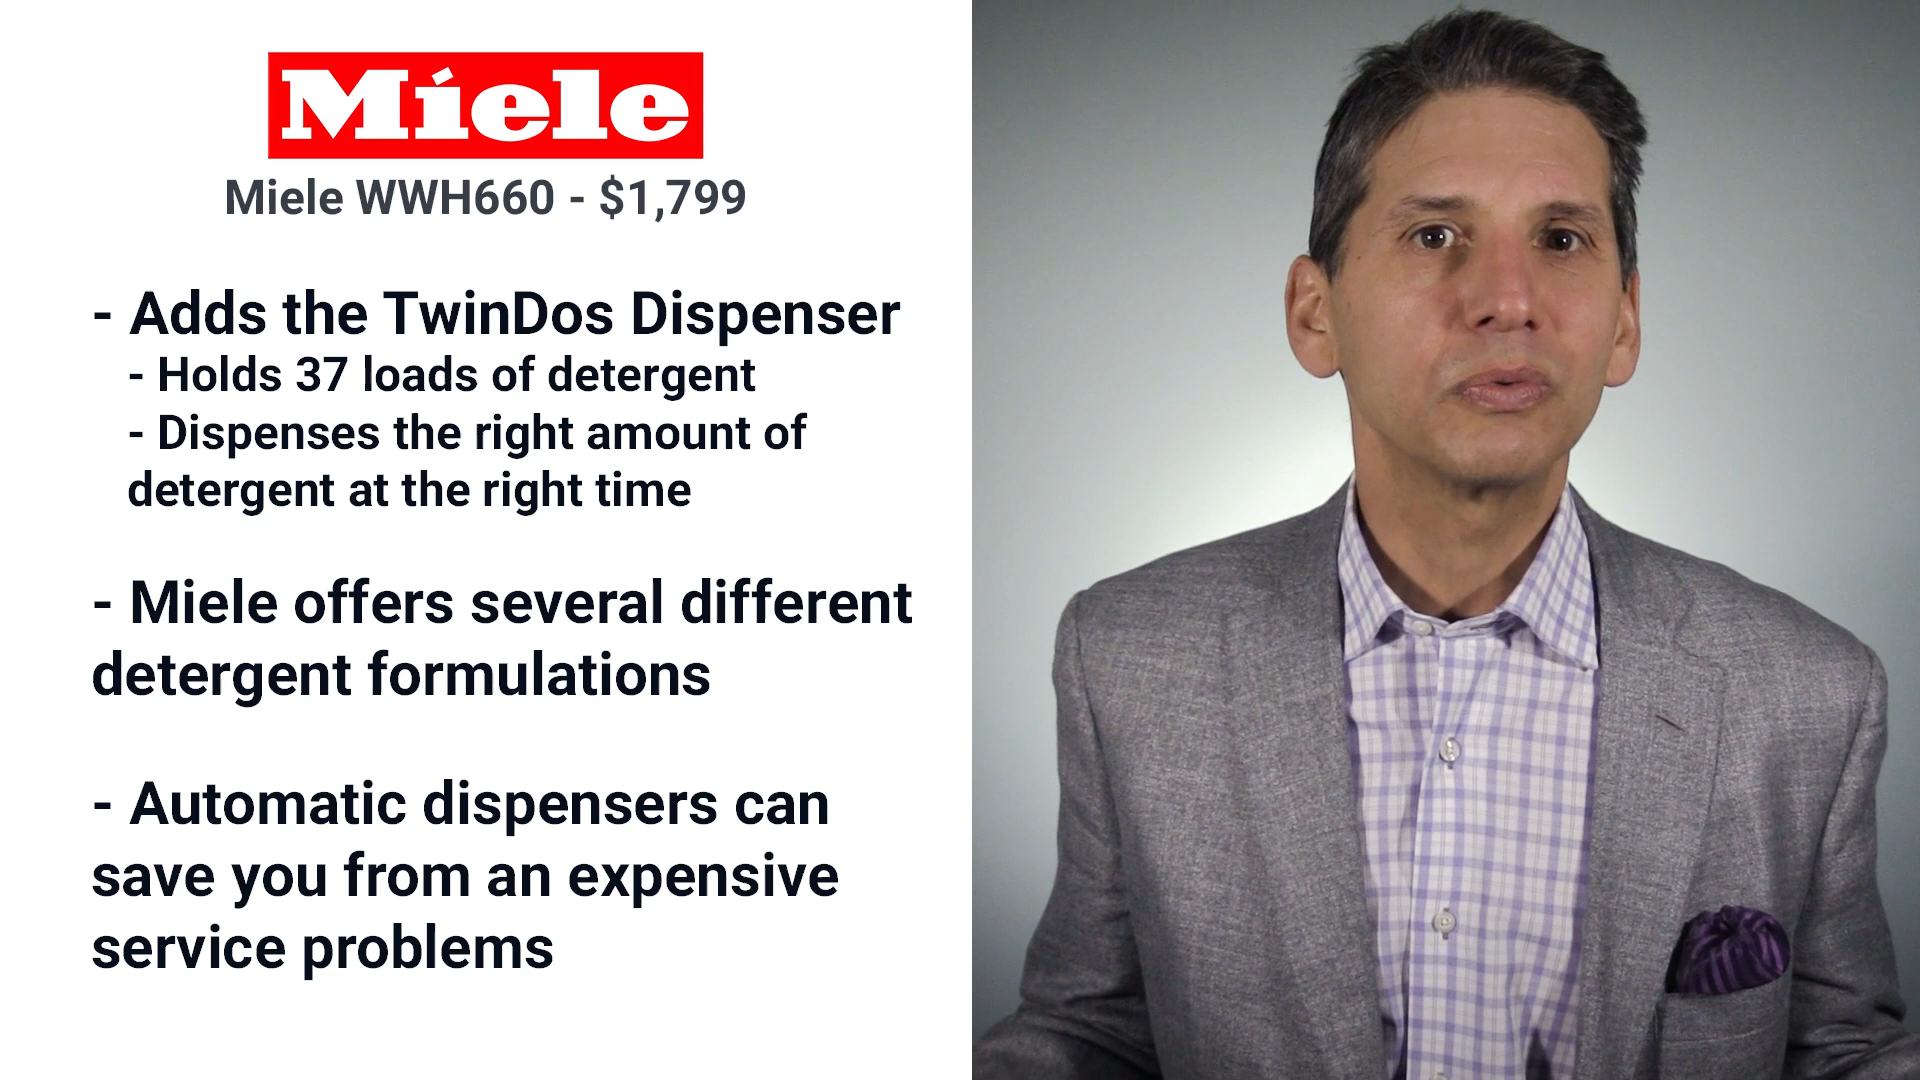 Miele
Miele WWH660 - $1,799
- Adds the TwinDos Dispenser
- Holds 37 loads of detergent
- Dispenses the right amount of
detergent at the right time
- Miele offers several different
detergent formulations
- Automatic dispensers can
save you from an expensive
service problems